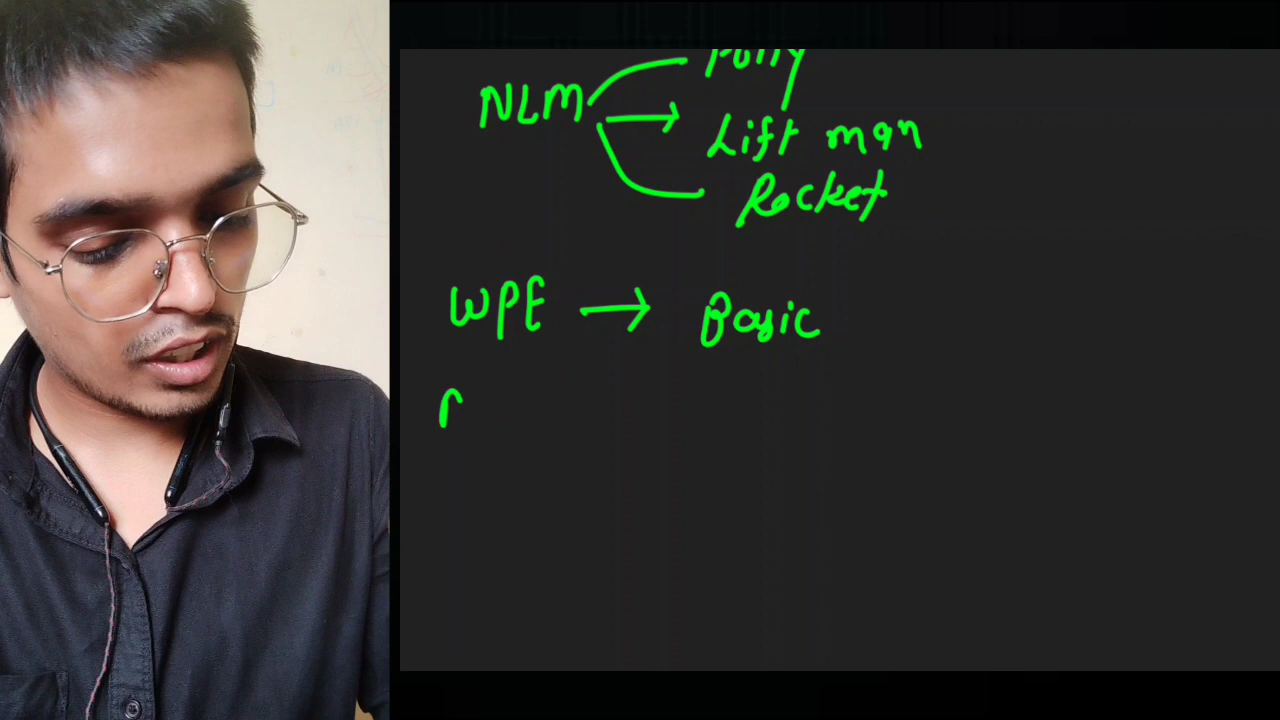 NLM
Lift man
Rocket
WPE → Basic